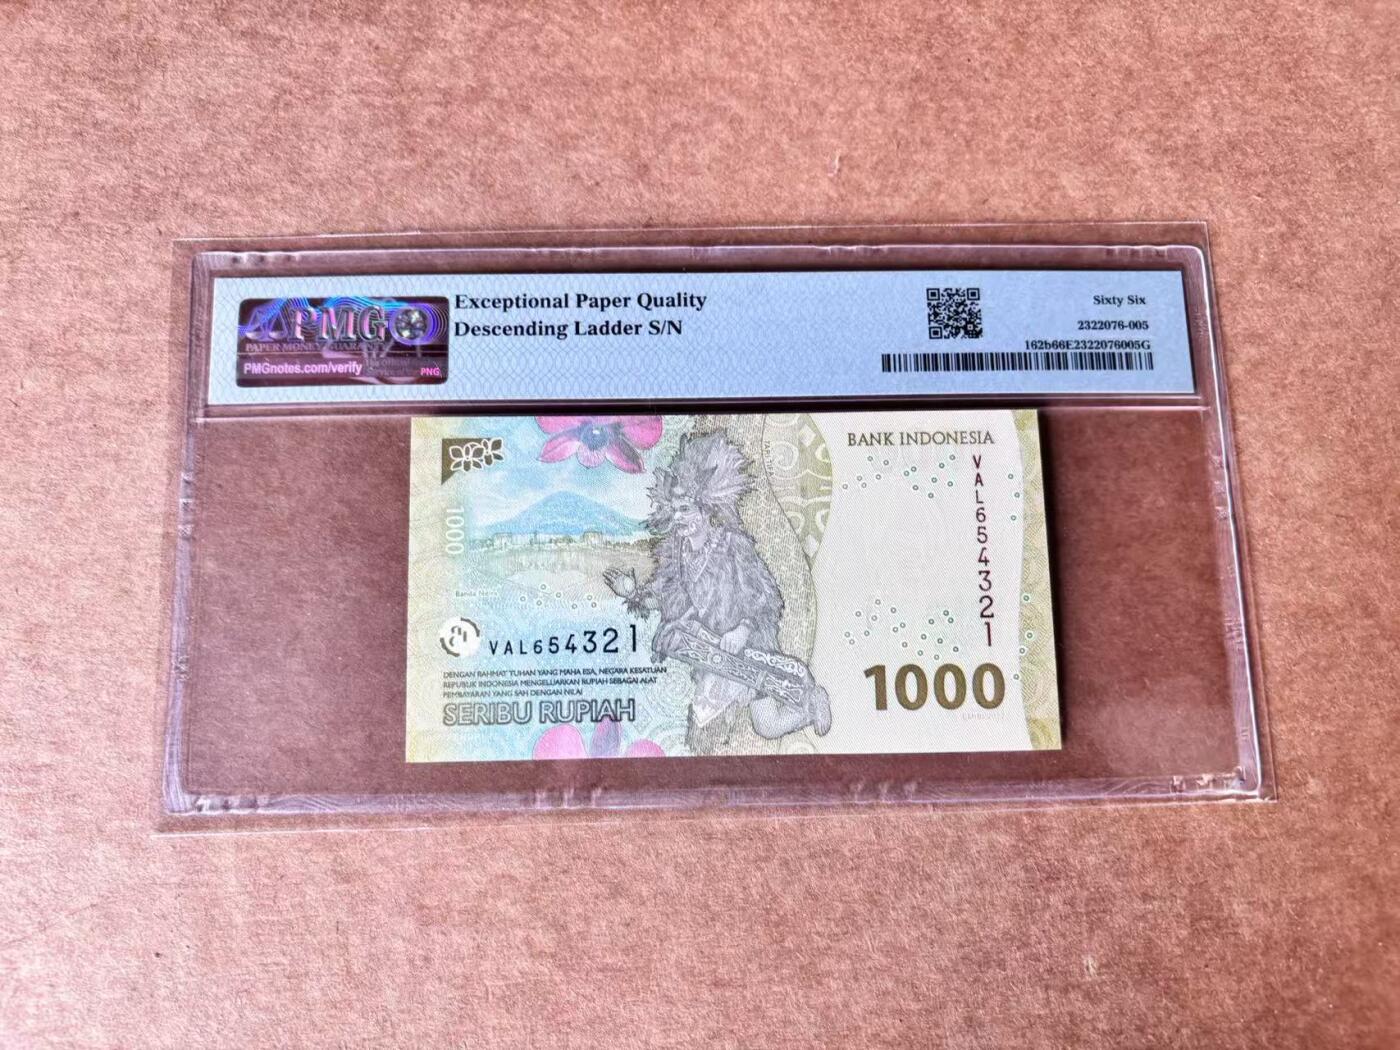 PMG
PAPER MONEY GUARANTY
PMGnotes.com/verify
PNG
Exceptional Paper Quality
Descending Ladder S/N
Sixty Six
2322076-005
162b66E2322076005G
BANK INDONESIA
VAL654321
1000
Banda Neira
VAL654321
DENGAN RAHMAT TUHAN YANG MAHA ESA, NEGARA KESATUAN
REPUBLIK INDONESIA MENGELUARKAN RUPIAH SEBAGAI ALAT
PEMBAYARAN YANG SAH DENGAN NILAI
SERIBU RUPIAH
1000